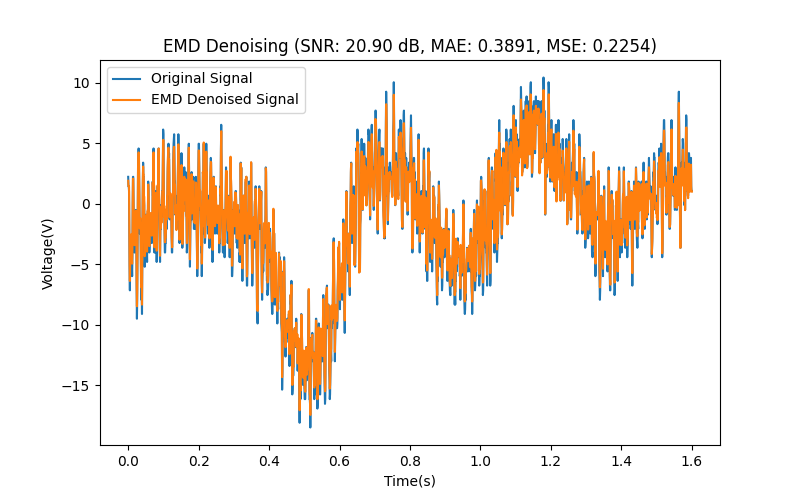 EMD Denoising (SNR: 20.90 dB, MAE: 0.3891, MSE: 0.2254)
Original Signal
EMD Denoised Signal
10
5
0
−5
−10
−15
Voltage(V)
0.0 0.2 0.4 0.6 0.8 1.0 1.2 1.4 1.6
Time(s)